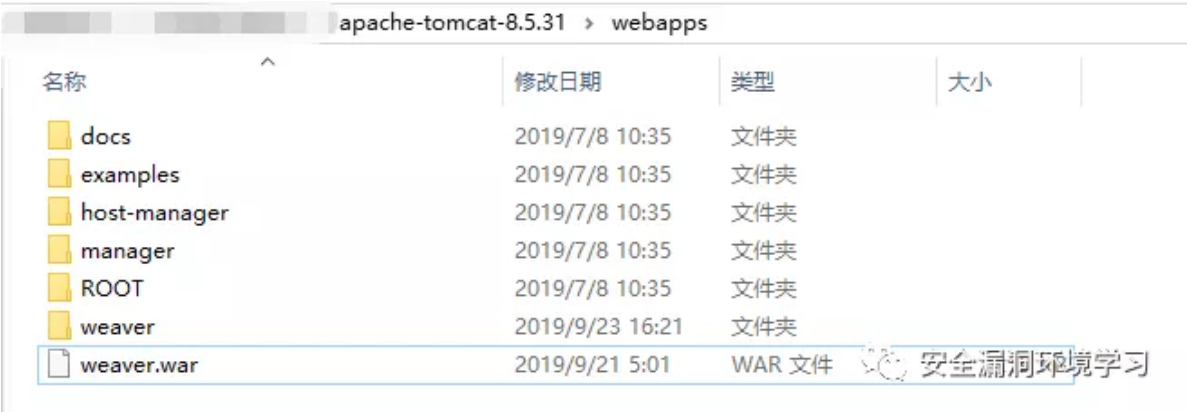 apache-tomcat-8.5.31 › webapps
名称 修改日期 类型 大小
docs 2019/7/8 10:35 文件夹
examples 2019/7/8 10:35 文件夹
host-manager 2019/7/8 10:35 文件夹
manager 2019/7/8 10:35 文件夹
ROOT 2019/7/8 10:35 文件夹
weaver 2019/9/23 16:21 文件夹
weaver.war 2019/9/21 5:01 WAR 文件
安全漏洞环境学习